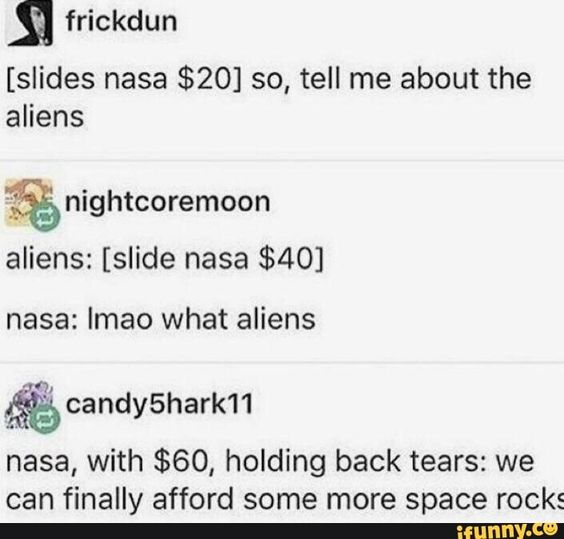 frickdun
[slides nasa $20] so, tell me about the
aliens
nightcoremoon
aliens: [slide nasa $40]
nasa: lmao what aliens
candy5hark11
nasa, with $60, holding back tears: we
can finally afford some more space rocks
ifunny.co